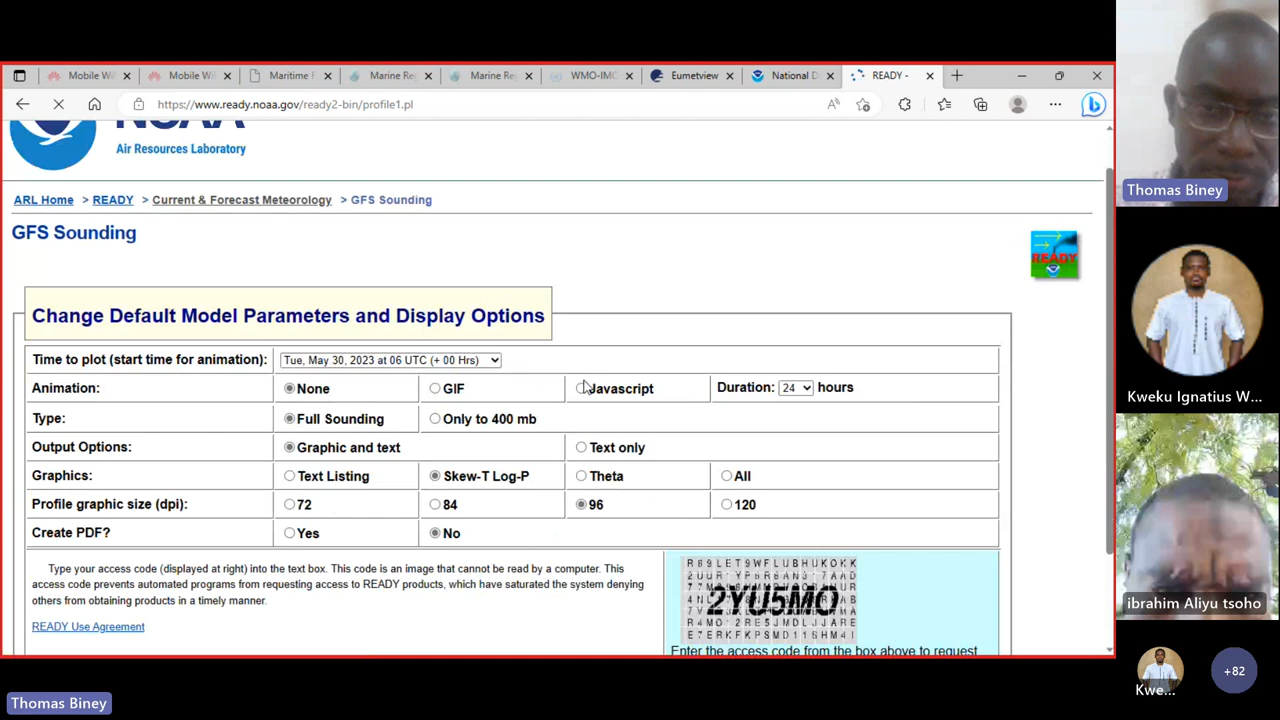 Mobile Wi
Mobile Wi
Maritime F
Marine Re
Marine Re
WMO-IMO
Eumetview
National D
READY -
https://www.ready.noaa.gov/ready2-bin/profile1.pl
NOAA
Air Resources Laboratory
ARL Home > READY > Current & Forecast Meteorology > GFS Sounding
GFS Sounding
READY
Change Default Model Parameters and Display Options
Time to plot (start time for animation): Tue, May 30, 2023 at 06 UTC (+ 00 Hrs)
Animation: None GIF Javascript Duration: 24 hours
Type: Full Sounding Only to 400 mb
Output Options: Graphic and text Text only
Graphics: Text Listing Skew-T Log-P Theta All
Profile graphic size (dpi): 72 84 96 120
Create PDF? Yes No
Type your access code (displayed at right) into the text box. This code is an image that cannot be read by a computer. This
access code prevents automated programs from requesting access to READY products, which have saturated the system denying
others from obtaining products in a timely manner.
READY Use Agreement
2YU5MO
Enter the access code from the box above to request
Thomas Biney
Kweku Ignatius W...
ibrahim Aliyu tsoho
Kwe...
+82
Thomas Biney